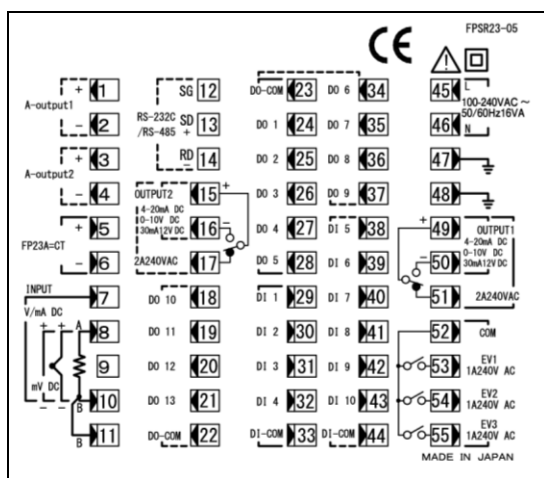 FPSR23-05
CE
+ 1 SG 12 DO-COM 23 DO 6 34 45 L
A-output1 100-240VAC ~
- 2 RS-232C SD 13 DO 1 24 DO 7 35 46 N 50/60Hz16VA
/RS-485 +
+ 3 RD 14 DO 2 25 DO 8 36 47
-
A-output2
- 4 OUTPUT2 15 + DO 3 26 DO 9 37 48
4-20mA DC
+ 5 0-10V DC 16 - DO 4 27 DI 5 38 + 49 OUTPUT1
30mA12V DC 4-20mA DC
FP23A=CT 0-10V DC
- 6 2A240VAC 17 DO 5 28 DI 6 39 - 50 30mA12V DC
INPUT 7 DO 10 18 DI 1 29 DI 7 40 51 2A240VAC
V/mA DC
+ + A 8 DO 11 19 DI 2 30 DI 8 41 52 COM
9 DO 12 20 DI 3 31 DI 9 42 53 EV1
1A240V AC
mV DC
- - B 10 DO 13 21 DI 4 32 DI 10 43 54 EV2
1A240V AC
B 11 DO-COM 22 DI-COM 33 DI-COM 44 55 EV3
1A240V AC
MADE IN JAPAN